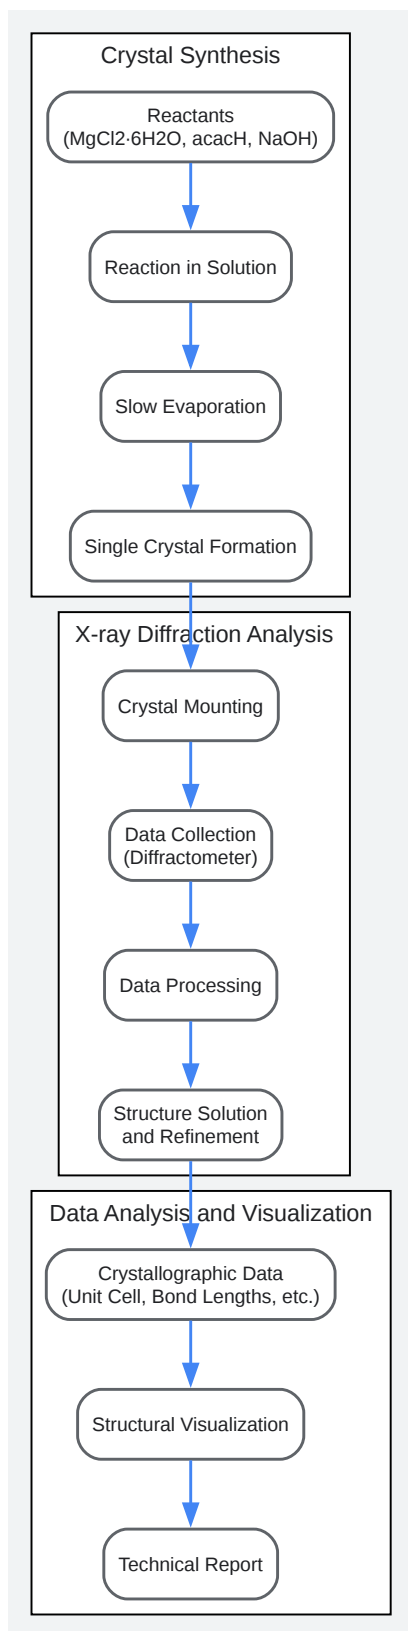 Crystal Synthesis
Reactants
(MgCl2·6H2O, acacH, NaOH)
Reaction in Solution
Slow Evaporation
Single Crystal Formation
X-ray Diffraction Analysis
Crystal Mounting
Data Collection
(Diffractometer)
Data Processing
Structure Solution
and Refinement
Data Analysis and Visualization
Crystallographic Data
(Unit Cell, Bond Lengths, etc.)
Structural Visualization
Technical Report